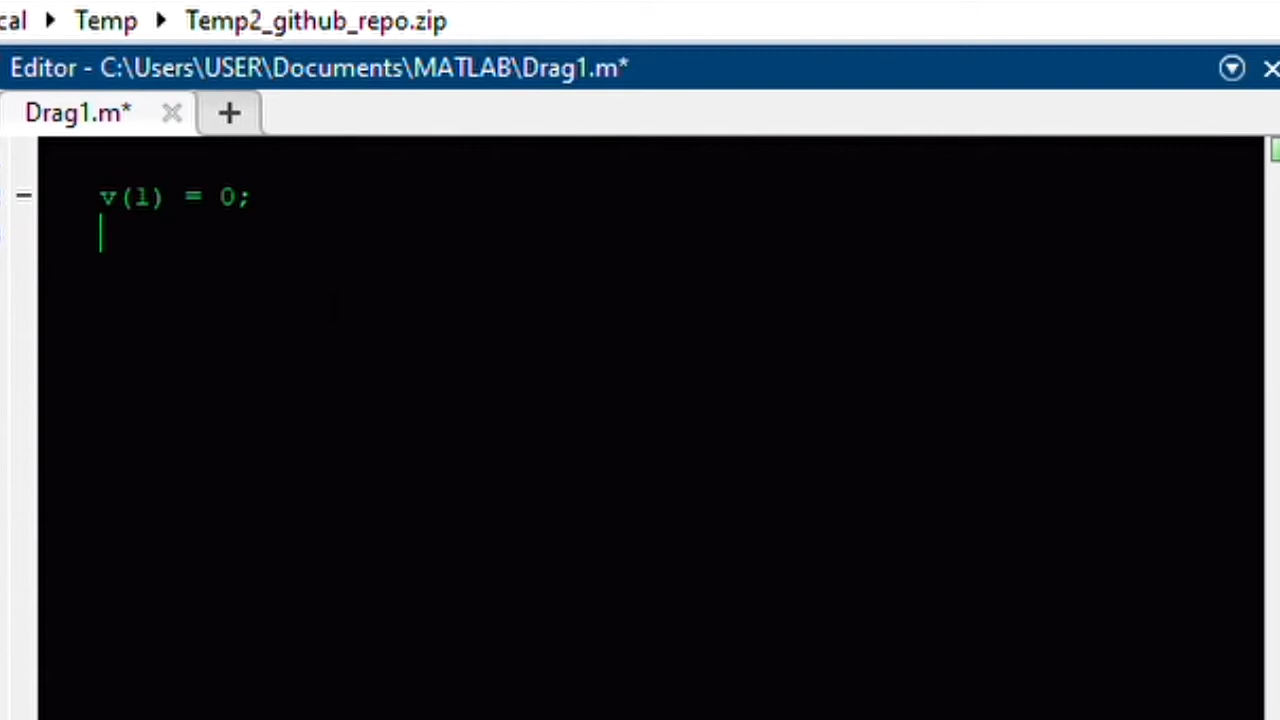 cal ▶ Temp ▶ Temp2_github_repo.zip
Editor - C:\Users\USER\Documents\MATLAB\Drag1.m*
Drag1.m*
v(1) = 0;